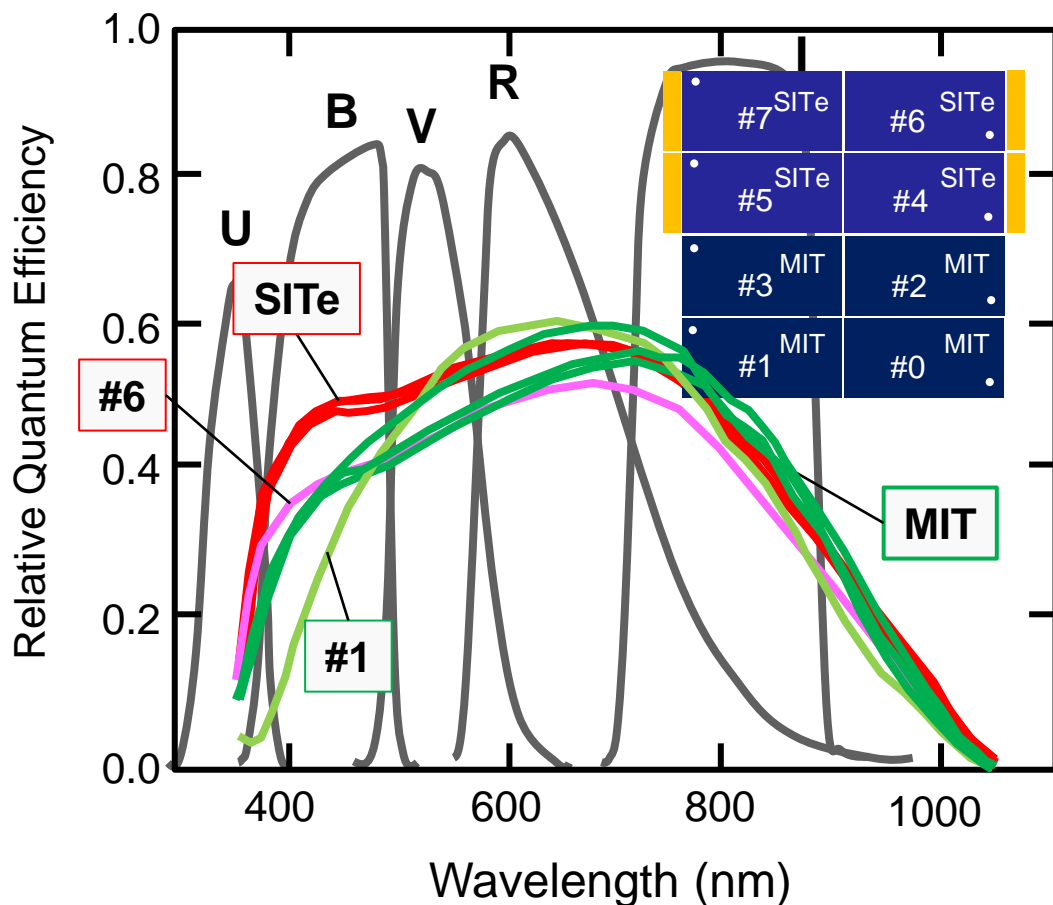 1.0
0.8
0.6
0.4
0.2
0.0
Relative Quantum Efficiency
U
B
V
R
SITe
#6
#1
MIT
#7 SITe
#6 SITe
#5 SITe
#4 SITe
#3 MIT
#2 MIT
#1 MIT
#0 MIT
400
600
800
1000
Wavelength (nm)